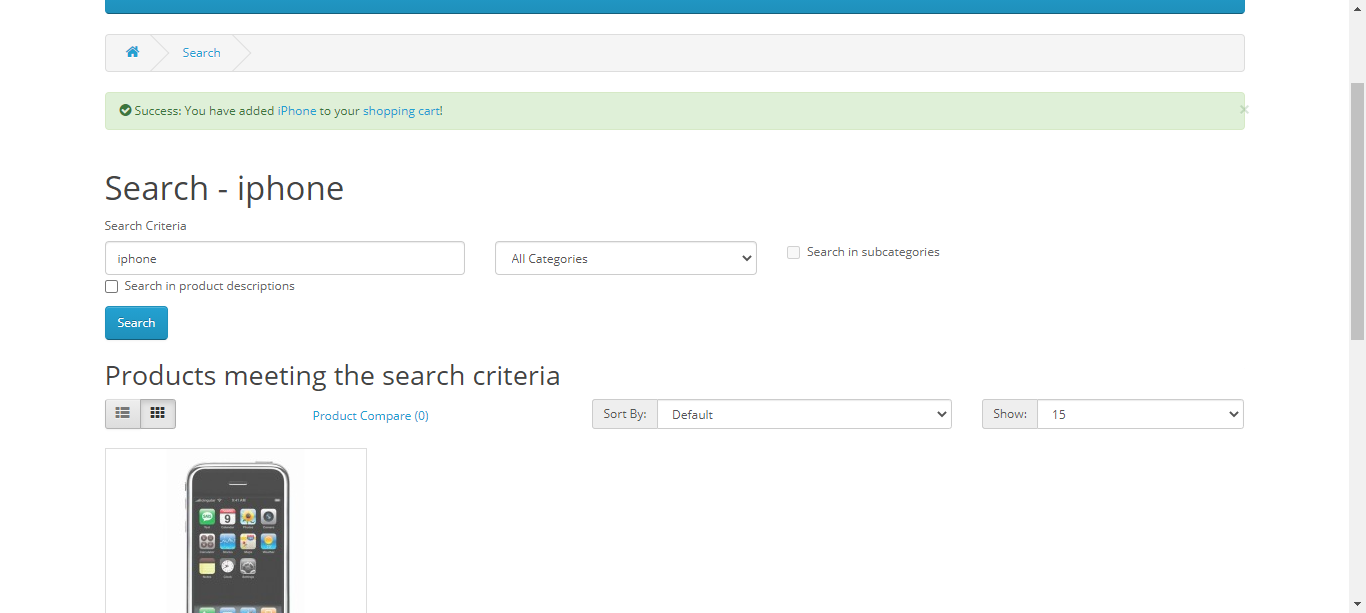 Search
Success: You have added iPhone to your shopping cart!
×
Search - iphone
Search Criteria
iphone
All Categories
Search in subcategories
Search in product descriptions
Search
Products meeting the search criteria
Product Compare (0)
Sort By: Default
Show: 15
9